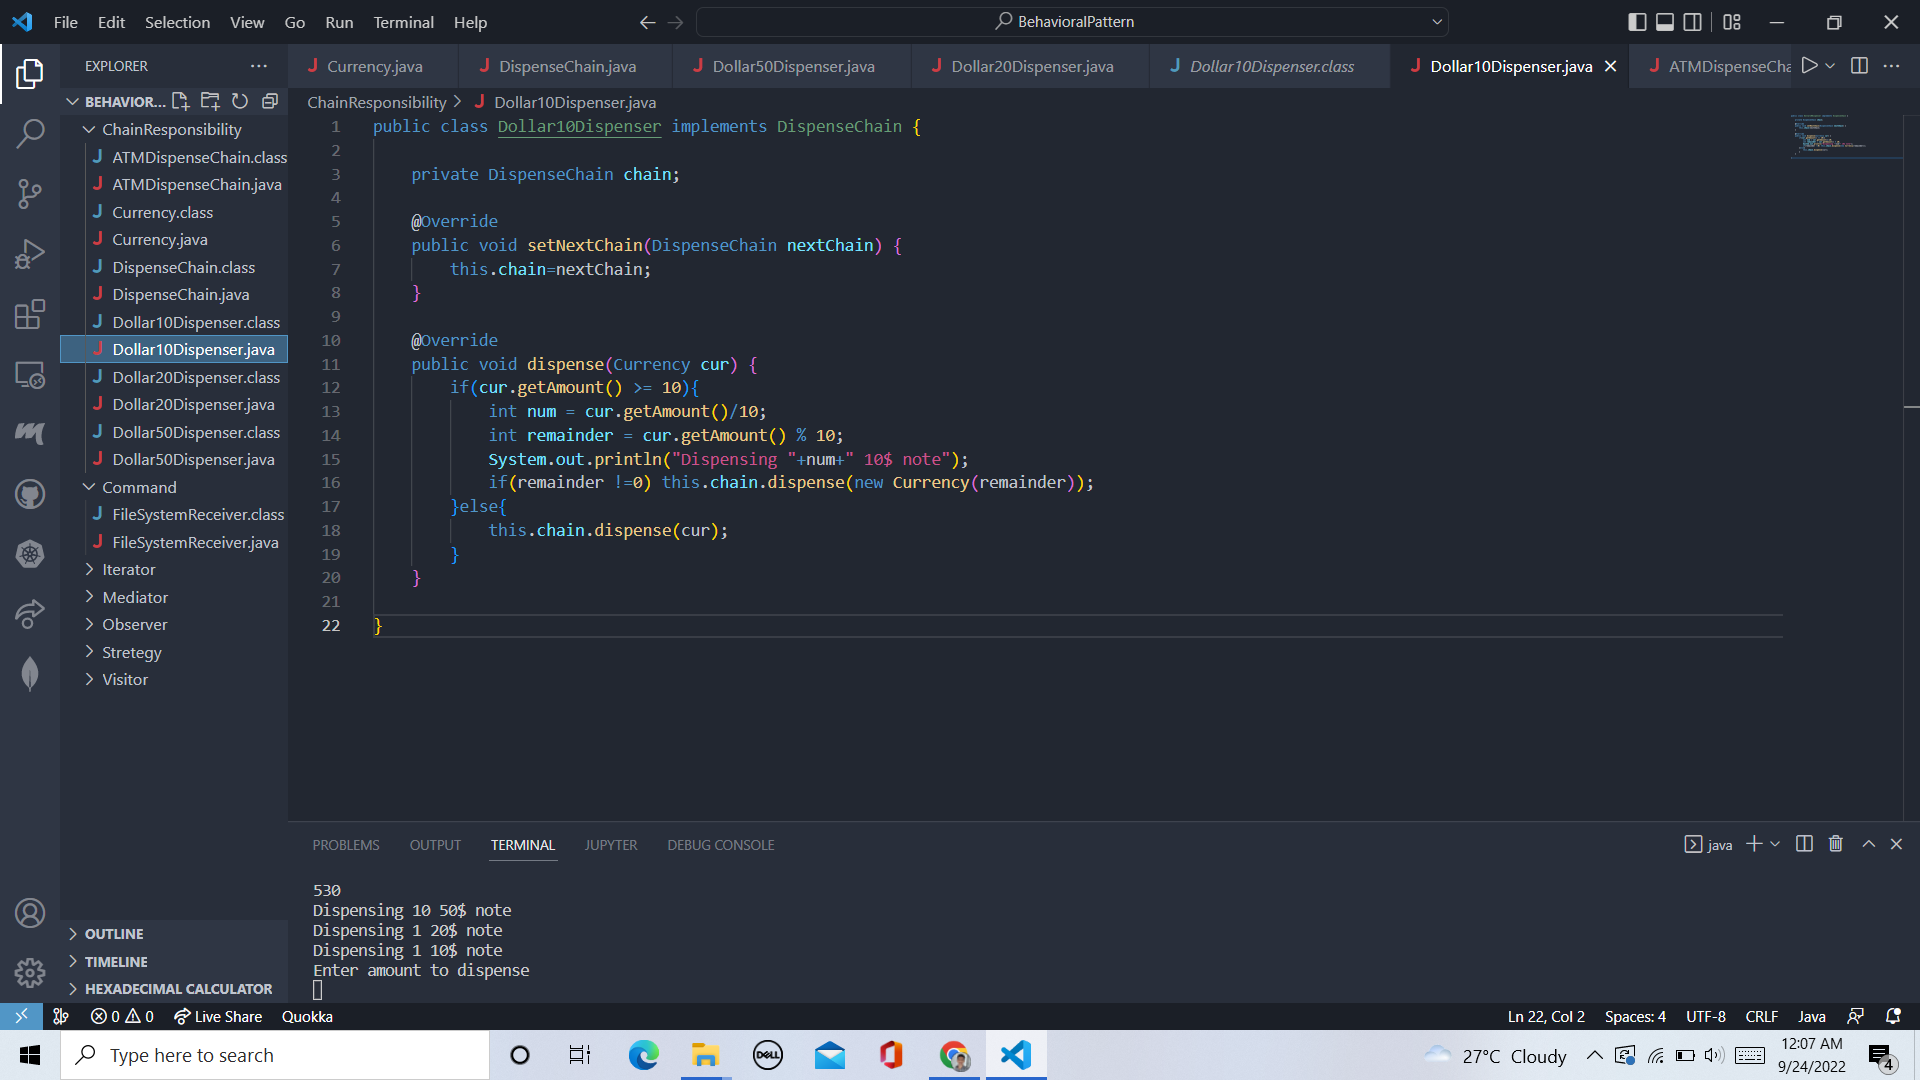 File Edit Selection View Go Run Terminal Help
BehavioralPattern
EXPLORER
BEHAVIOR...
ChainResponsibility
ATMDispenseChain.class
ATMDispenseChain.java
Currency.class
Currency.java
DispenseChain.class
DispenseChain.java
Dollar10Dispenser.class
Dollar10Dispenser.java
Dollar20Dispenser.class
Dollar20Dispenser.java
Dollar50Dispenser.class
Dollar50Dispenser.java
Command
FileSystemReceiver.class
FileSystemReceiver.java
Iterator
Mediator
Observer
Stretegy
Visitor
OUTLINE
TIMELINE
HEXADECIMAL CALCULATOR
Currency.java DispenseChain.java Dollar50Dispenser.java Dollar20Dispenser.java Dollar10Dispenser.class Dollar10Dispenser.java ATMDispenseCha
ChainResponsibility > Dollar10Dispenser.java
1 public class Dollar10Dispenser implements DispenseChain {
2
3 private DispenseChain chain;
4
5 @Override
6 public void setNextChain(DispenseChain nextChain) {
7 this.chain=nextChain;
8 }
9
10 @Override
11 public void dispense(Currency cur) {
12 if(cur.getAmount() >= 10){
13 int num = cur.getAmount()/10;
14 int remainder = cur.getAmount() % 10;
15 System.out.println("Dispensing "+num+" 10$ note");
16 if(remainder !=0) this.chain.dispense(new Currency(remainder));
17 }else{
18 this.chain.dispense(cur);
19 }
20 }
21
22 }
PROBLEMS OUTPUT TERMINAL JUPYTER DEBUG CONSOLE
java
530
Dispensing 10 50$ note
Dispensing 1 20$ note
Dispensing 1 10$ note
Enter amount to dispense
0 0 Live Share Quokka
Ln 22, Col 2 Spaces: 4 UTF-8 CRLF Java
Type here to search
DELL
27°C Cloudy
12:07 AM
9/24/2022
4